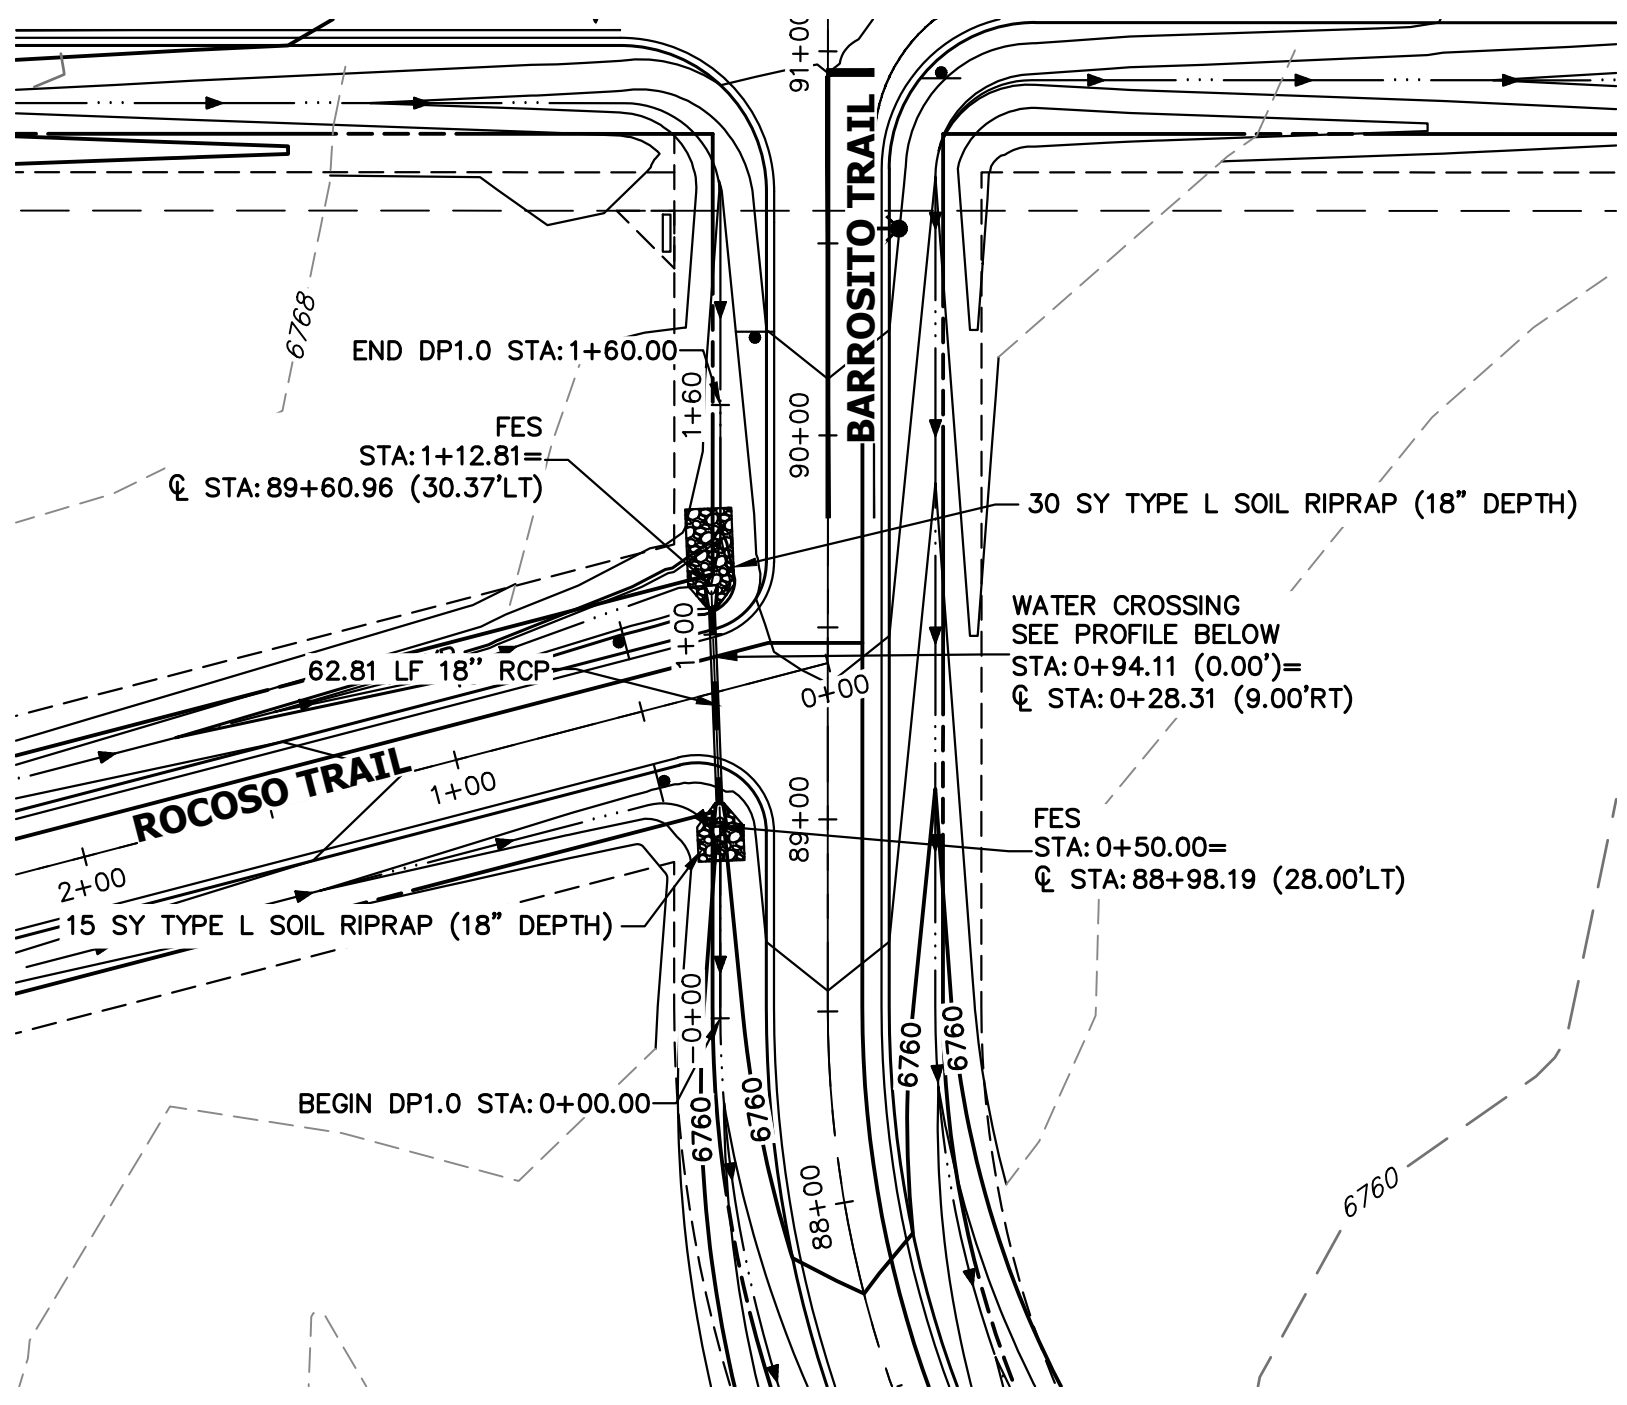 91+00
BARROSITO TRAIL
6768
END DP1.0 STA:1+60.00
1+60
90+00
FES
STA:1+12.81=
℄ STA:89+60.96 (30.37'LT)
30 SY TYPE L SOIL RIPRAP (18" DEPTH)
WATER CROSSING
SEE PROFILE BELOW
STA:0+94.11 (0.00')=
℄ STA:0+28.31 (9.00'RT)
1+00
62.81 LF 18" RCP
0+00
ROCOSO TRAIL
1+00
2+00
89+00
FES
STA:0+50.00=
℄ STA:88+98.19 (28.00'LT)
15 SY TYPE L SOIL RIPRAP (18" DEPTH)
0+00
6760
6760
BEGIN DP1.0 STA:0+00.00
6760
6760
88+00
6760